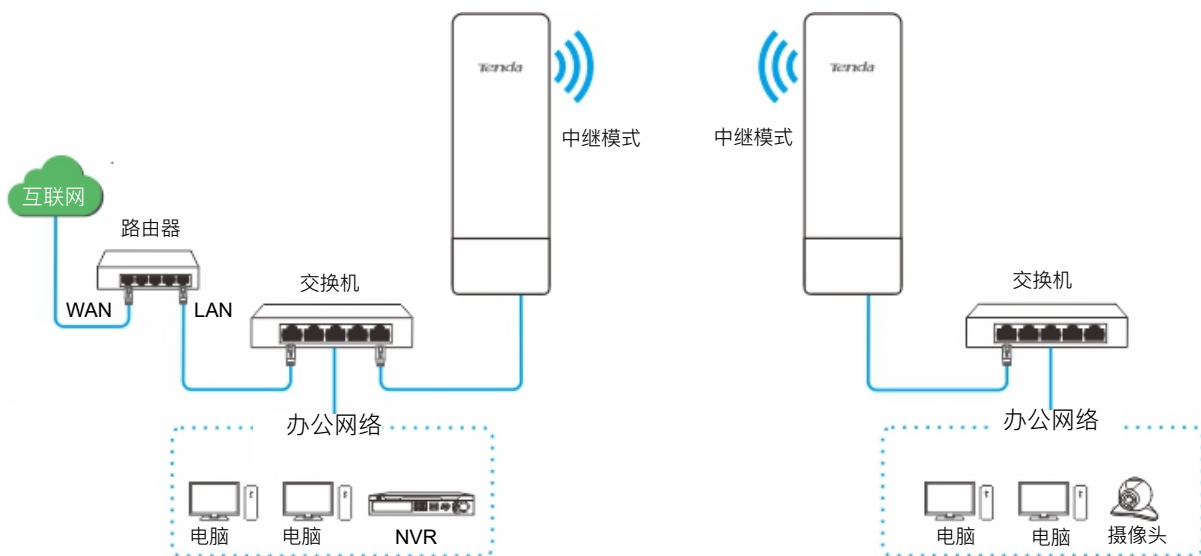 Tenda
Tenda
中继模式
中继模式
互联网
路由器
WAN
LAN
交换机
交换机
办公网络
办公网络
电脑
电脑
NVR
电脑
电脑
摄像头